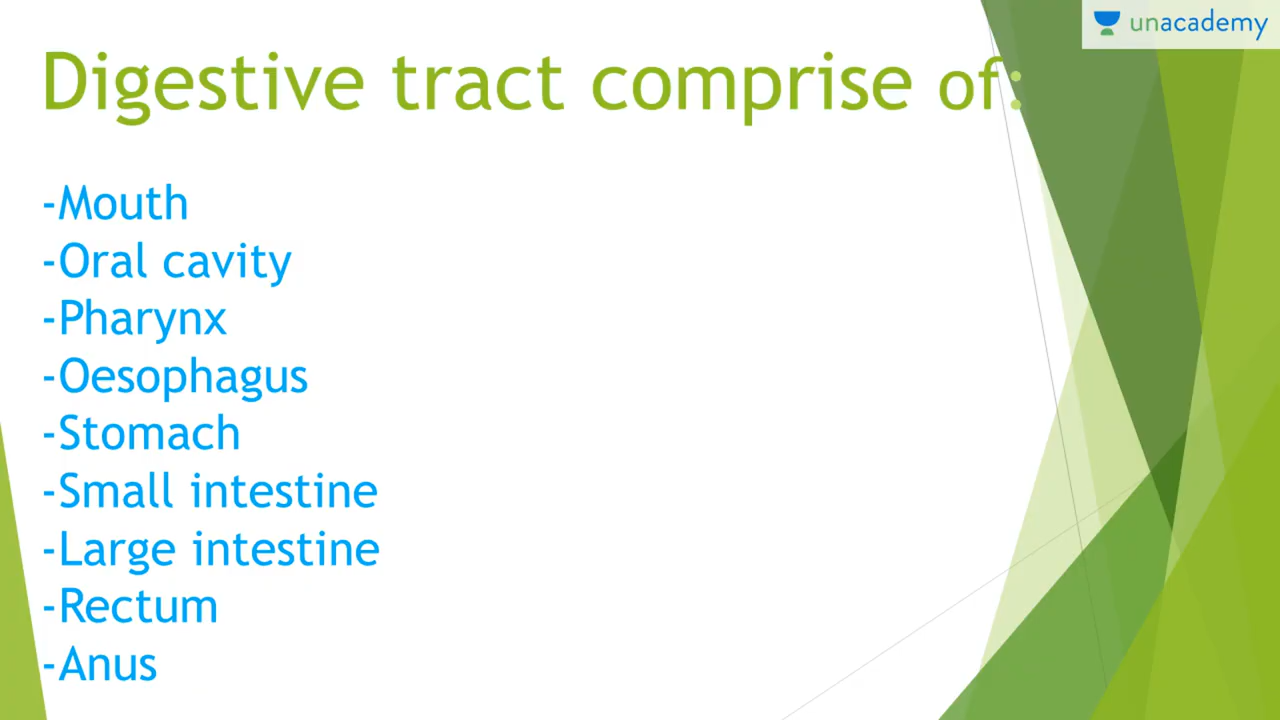 unacademy
Digestive tract comprise of:
-Mouth
-Oral cavity
-Pharynx
-Oesophagus
-Stomach
-Small intestine
-Large intestine
-Rectum
-Anus